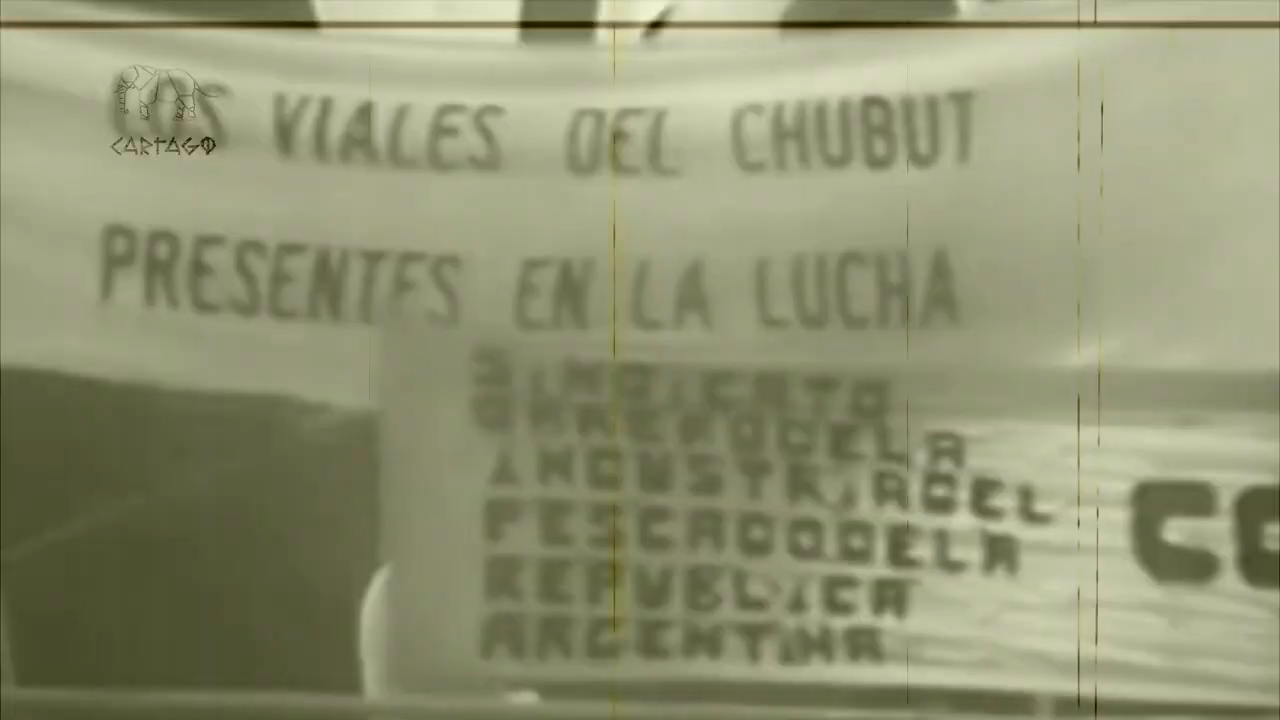 VIALES DEL CHUBUT
CARTAGO
PRESENTES EN LA LUCHA
SINDICATO
OBRERO DE LA
INDUSTRIA DEL
PESCADO DE LA
REPUBLICA
ARGENTINA
CO